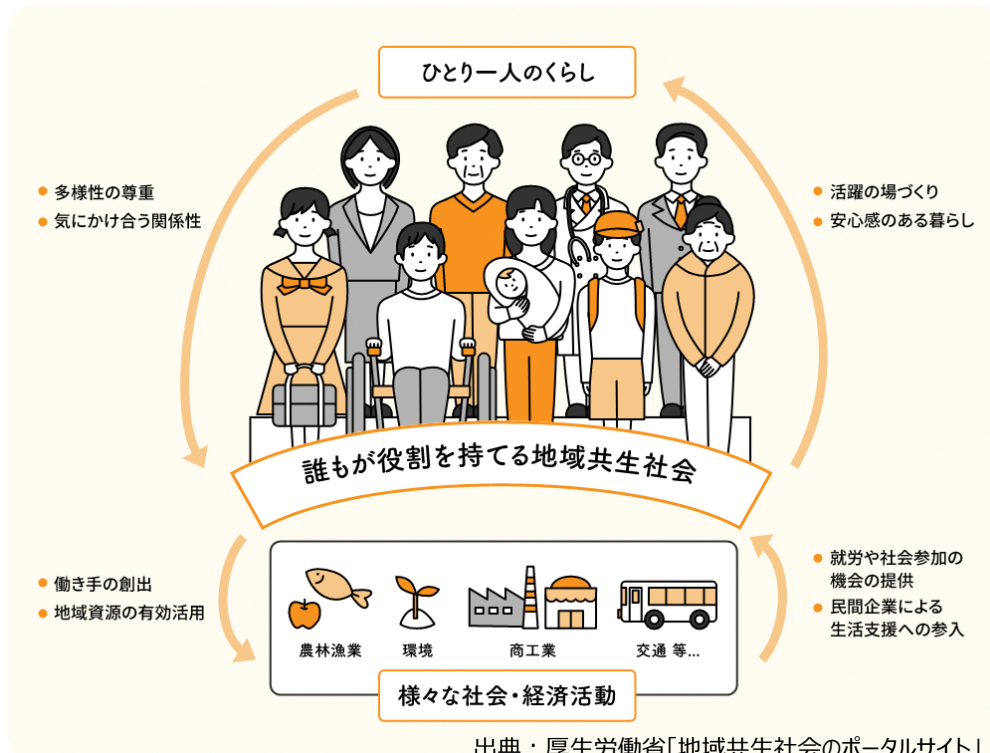 ひとり一人のくらし
多様性の尊重
気にかけ合う関係性
活躍の場づくり
安心感のある暮らし
誰もが役割を持てる地域共生社会
働き手の創出
地域資源の有効活用
就労や社会参加の
機会の提供
民間企業による
生活支援への参入
農林漁業
環境
商工業
交通 等...
様々な社会・経済活動
出典：厚生労働省「地域共生社会のポータルサイト」